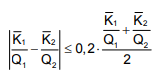 |K̅₁/Q₁ − K̅₂/Q₂| ≤ 0,2 · (K̅₁/Q₁ + K̅₂/Q₂)/2